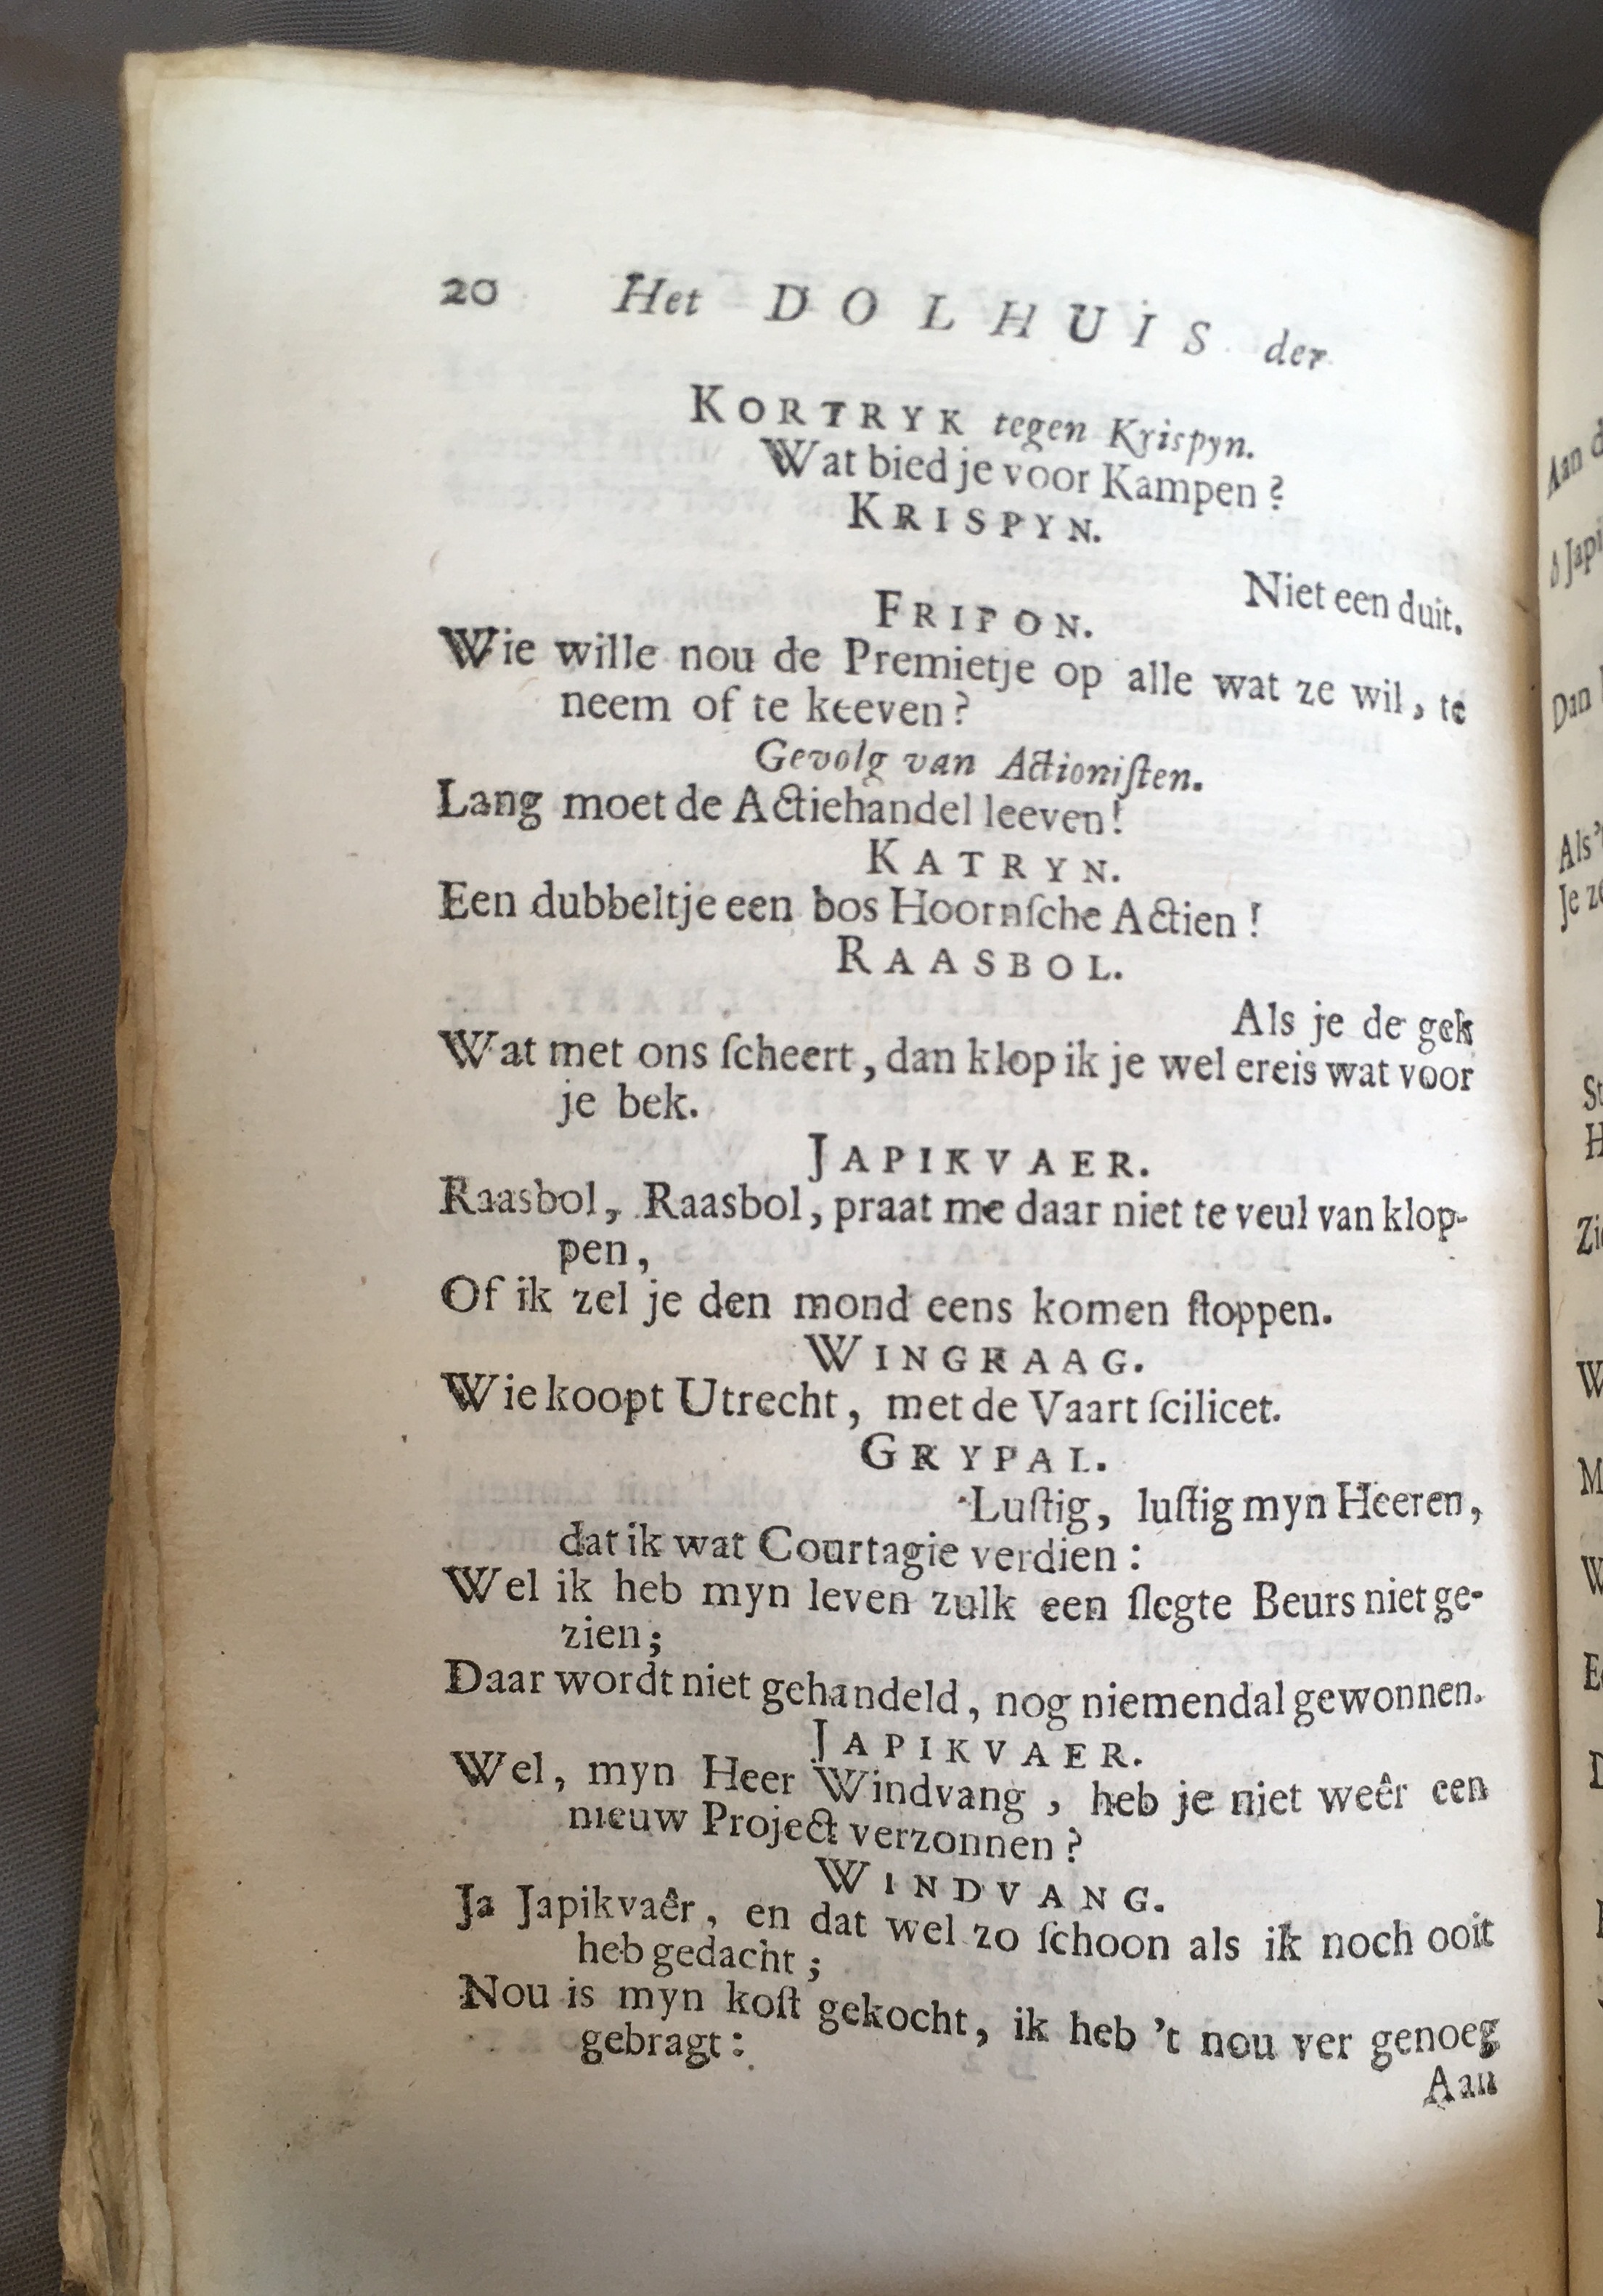 20 Het DOLHUIS der
KORTRYK tegen Krispyn.
Wat bied je voor Kampen?
KRISPYN.
Niet een duit.
FRIPON.
Wie wille nou de Premietje op alle wat ze wil, te
neem of te keeven?
Gevolg van Actioniſten.
Lang moet de Actiehandel leeven!
KATRYN.
Een dubbeltje een bos Hoornſche Actien!
RAASBOL.
Als je de gek
Wat met ons ſcheert, dan klop ik je wel ereis wat voor
je bek.
JAPIKVAER.
Raasbol, Raasbol, praat me daar niet te veul van klop-
pen,
Of ik zel je den mond eens komen ſtoppen.
WINGRAAG.
Wie koopt Utrecht, met de Vaart ſcilicet.
GRYPAL.
Luſtig, luſtig myn Heeren,
dat ik wat Courtagie verdien:
Wel ik heb myn leven zulk een ſlegte Beurs niet ge-
zien;
Daar wordt niet gehandeld, nog niemendal gewonnen.
JAPIKVAER.
Wel, myn Heer Windvang, heb je niet weêr een
nieuw Project verzonnen?
WINDVANG.
Ja Japikvaêr, en dat wel zo ſchoon als ik noch ooit
heb gedacht;
Nou is myn koſt gekocht, ik heb 't nou ver genoeg
gebragt:
Aan
Aan
Japi
Dan
Als 't
Je